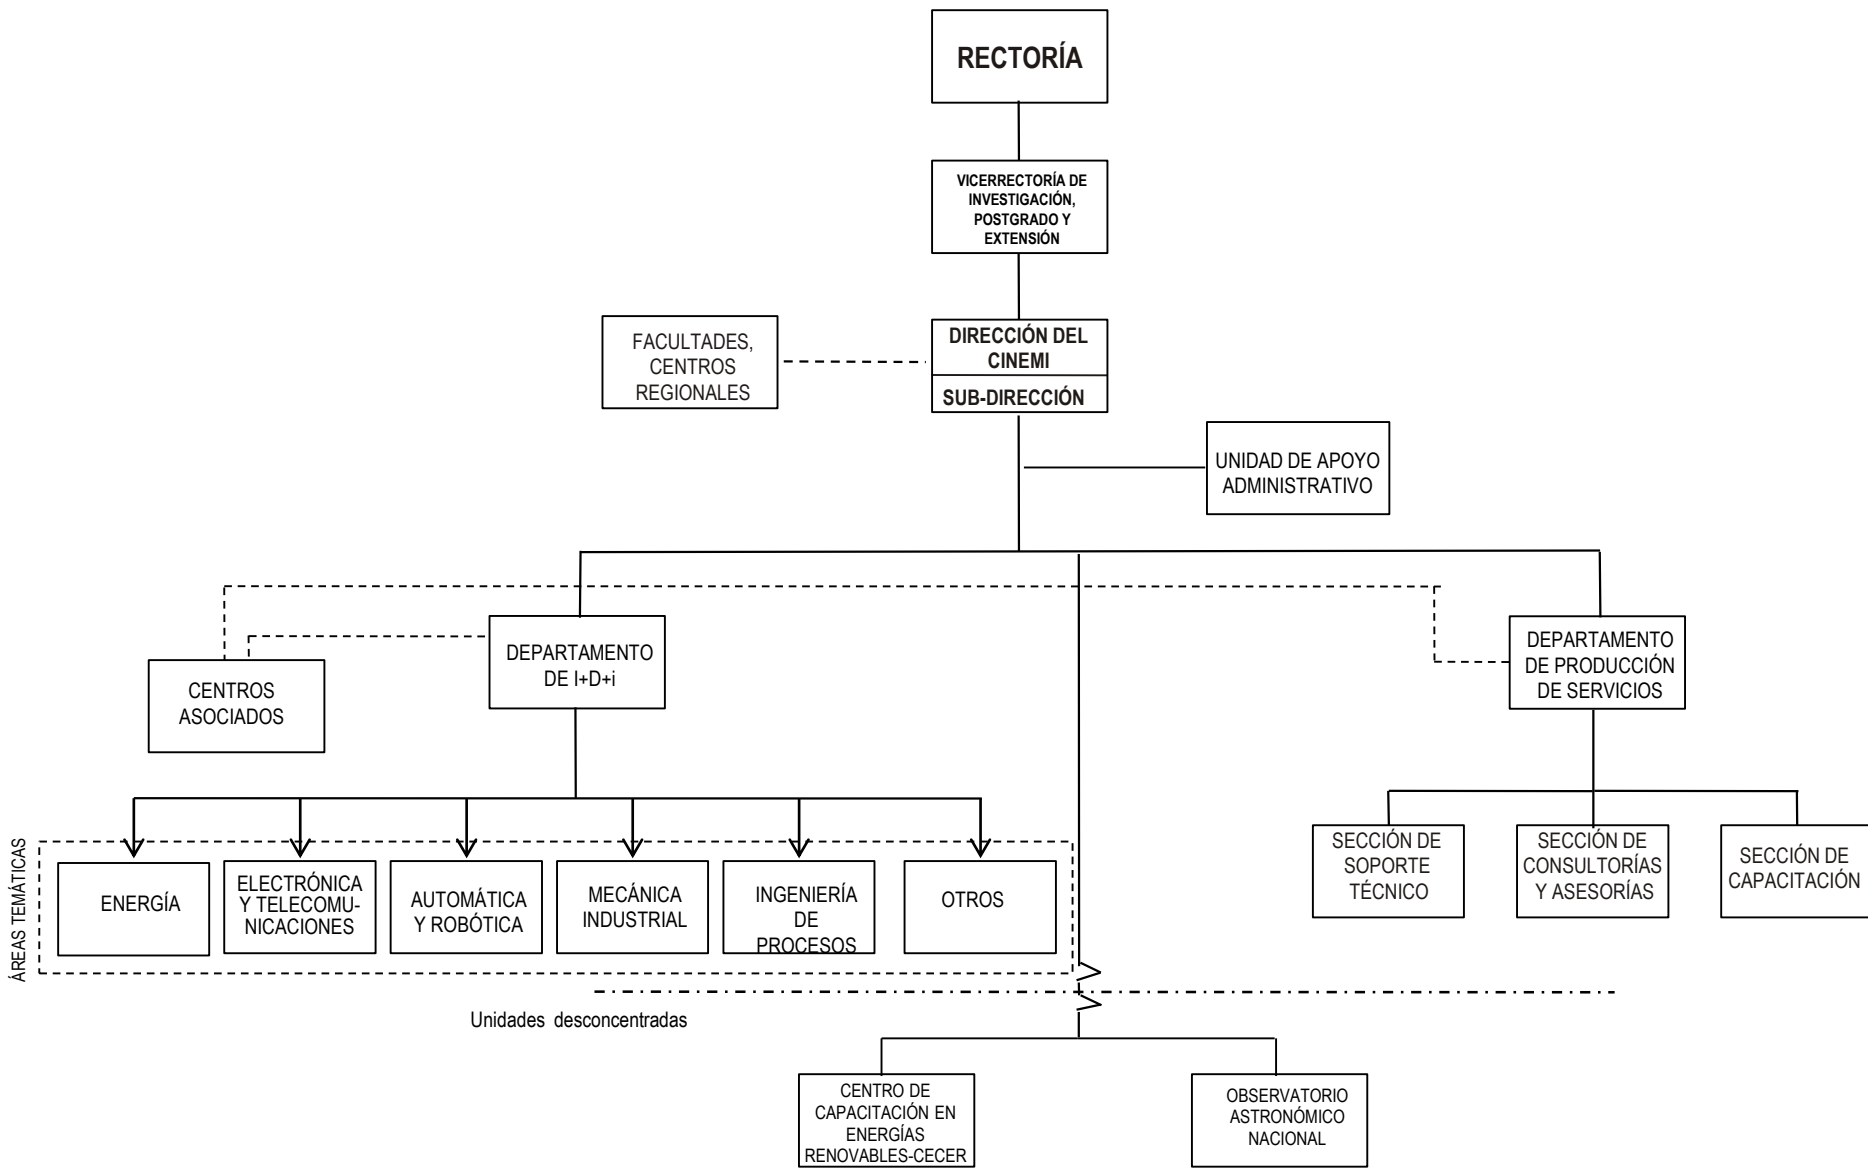 RECTORÍA
VICERRECTORÍA DE
INVESTIGACIÓN,
POSTGRADO Y
EXTENSIÓN
FACULTADES,
CENTROS
REGIONALES
DIRECCIÓN DEL
CINEMI
SUB-DIRECCIÓN
UNIDAD DE APOYO
ADMINISTRATIVO
CENTROS
ASOCIADOS
DEPARTAMENTO
DE I+D+i
DEPARTAMENTO
DE PRODUCCIÓN
DE SERVICIOS
ÁREAS TEMÁTICAS
ENERGÍA
ELECTRÓNICA
Y TELECOMU-
NICACIONES
AUTOMÁTICA
Y ROBÓTICA
MECÁNICA
INDUSTRIAL
INGENIERÍA
DE
PROCESOS
OTROS
SECCIÓN DE
SOPORTE
TÉCNICO
SECCIÓN DE
CONSULTORÍAS
Y ASESORÍAS
SECCIÓN DE
CAPACITACIÓN
Unidades desconcentradas
CENTRO DE
CAPACITACIÓN EN
ENERGÍAS
RENOVABLES-CECER
OBSERVATORIO
ASTRONÓMICO
NACIONAL